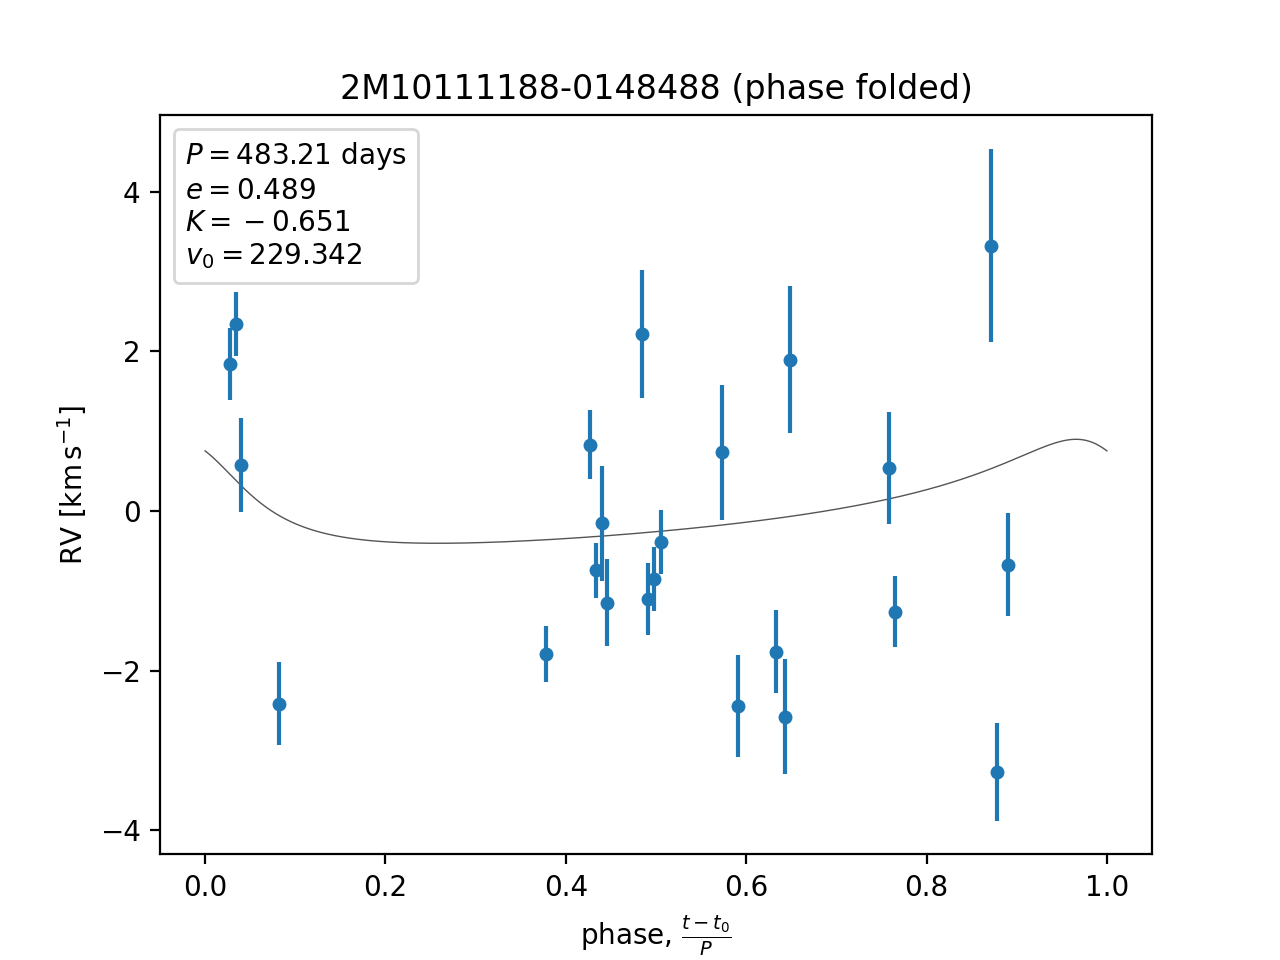 2M10111188-0148488 (phase folded)
P = 483.21 days
e = 0.489
K = −0.651
v₀ = 229.342
4
2
0
−2
−4
RV [km s⁻¹]
0.0 0.2 0.4 0.6 0.8 1.0
phase, (t − t₀)/P